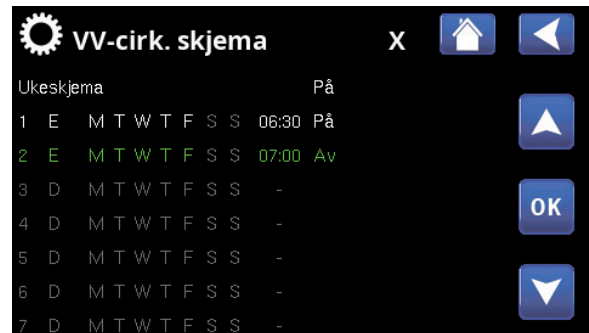 VV-cirk. skjema X
Ukeskjema På
1 E M T W T F S S 06:30 På
2 E M T W T F S S 07:00 Av
3 D M T W T F S S -
4 D M T W T F S S -
OK
5 D M T W T F S S -
6 D M T W T F S S -
7 D M T W T F S S -